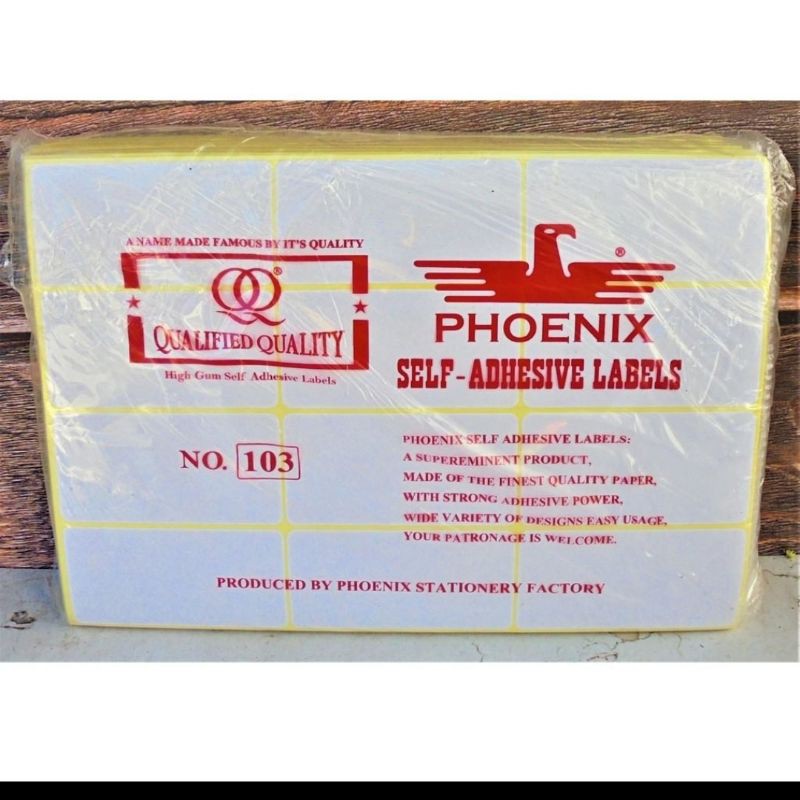 A NAME MADE FAMOUS BY IT'S QUALITY
QQ®
QUALIFIED QUALITY
High Gum Self Adhesive Labels
NO. 103
®
PHOENIX
SELF-ADHESIVE LABELS
PHOENIX SELF ADHESIVE LABELS:
A SUPEREMINENT PRODUCT,
MADE OF THE FINEST QUALITY PAPER,
WITH STRONG ADHESIVE POWER,
WIDE VARIETY OF DESIGNS EASY USAGE,
YOUR PATRONAGE IS WELCOME.
PRODUCED BY PHOENIX STATIONERY FACTORY